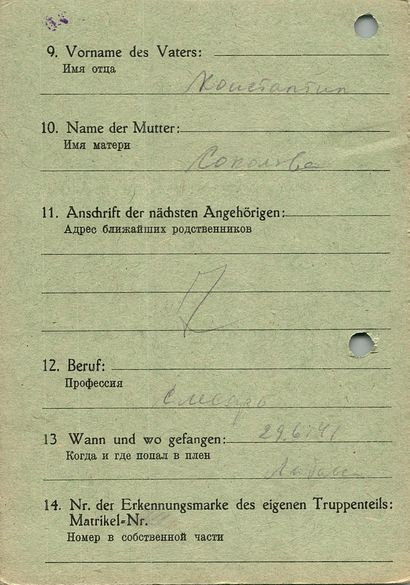 9. Vorname des Vaters:
Имя отца
Константин
10. Name der Mutter:
Имя матери
Соколова
11. Anschrift der nächsten Angehörigen:
Адрес ближайших родственников
12. Beruf:
Профессия
слесарь
13 Wann und wo gefangen: 29.6.41
Когда и где попал в плен
14. Nr. der Erkennungsmarke des eigenen Truppenteils:
Matrikel-Nr.
Номер в собственной части